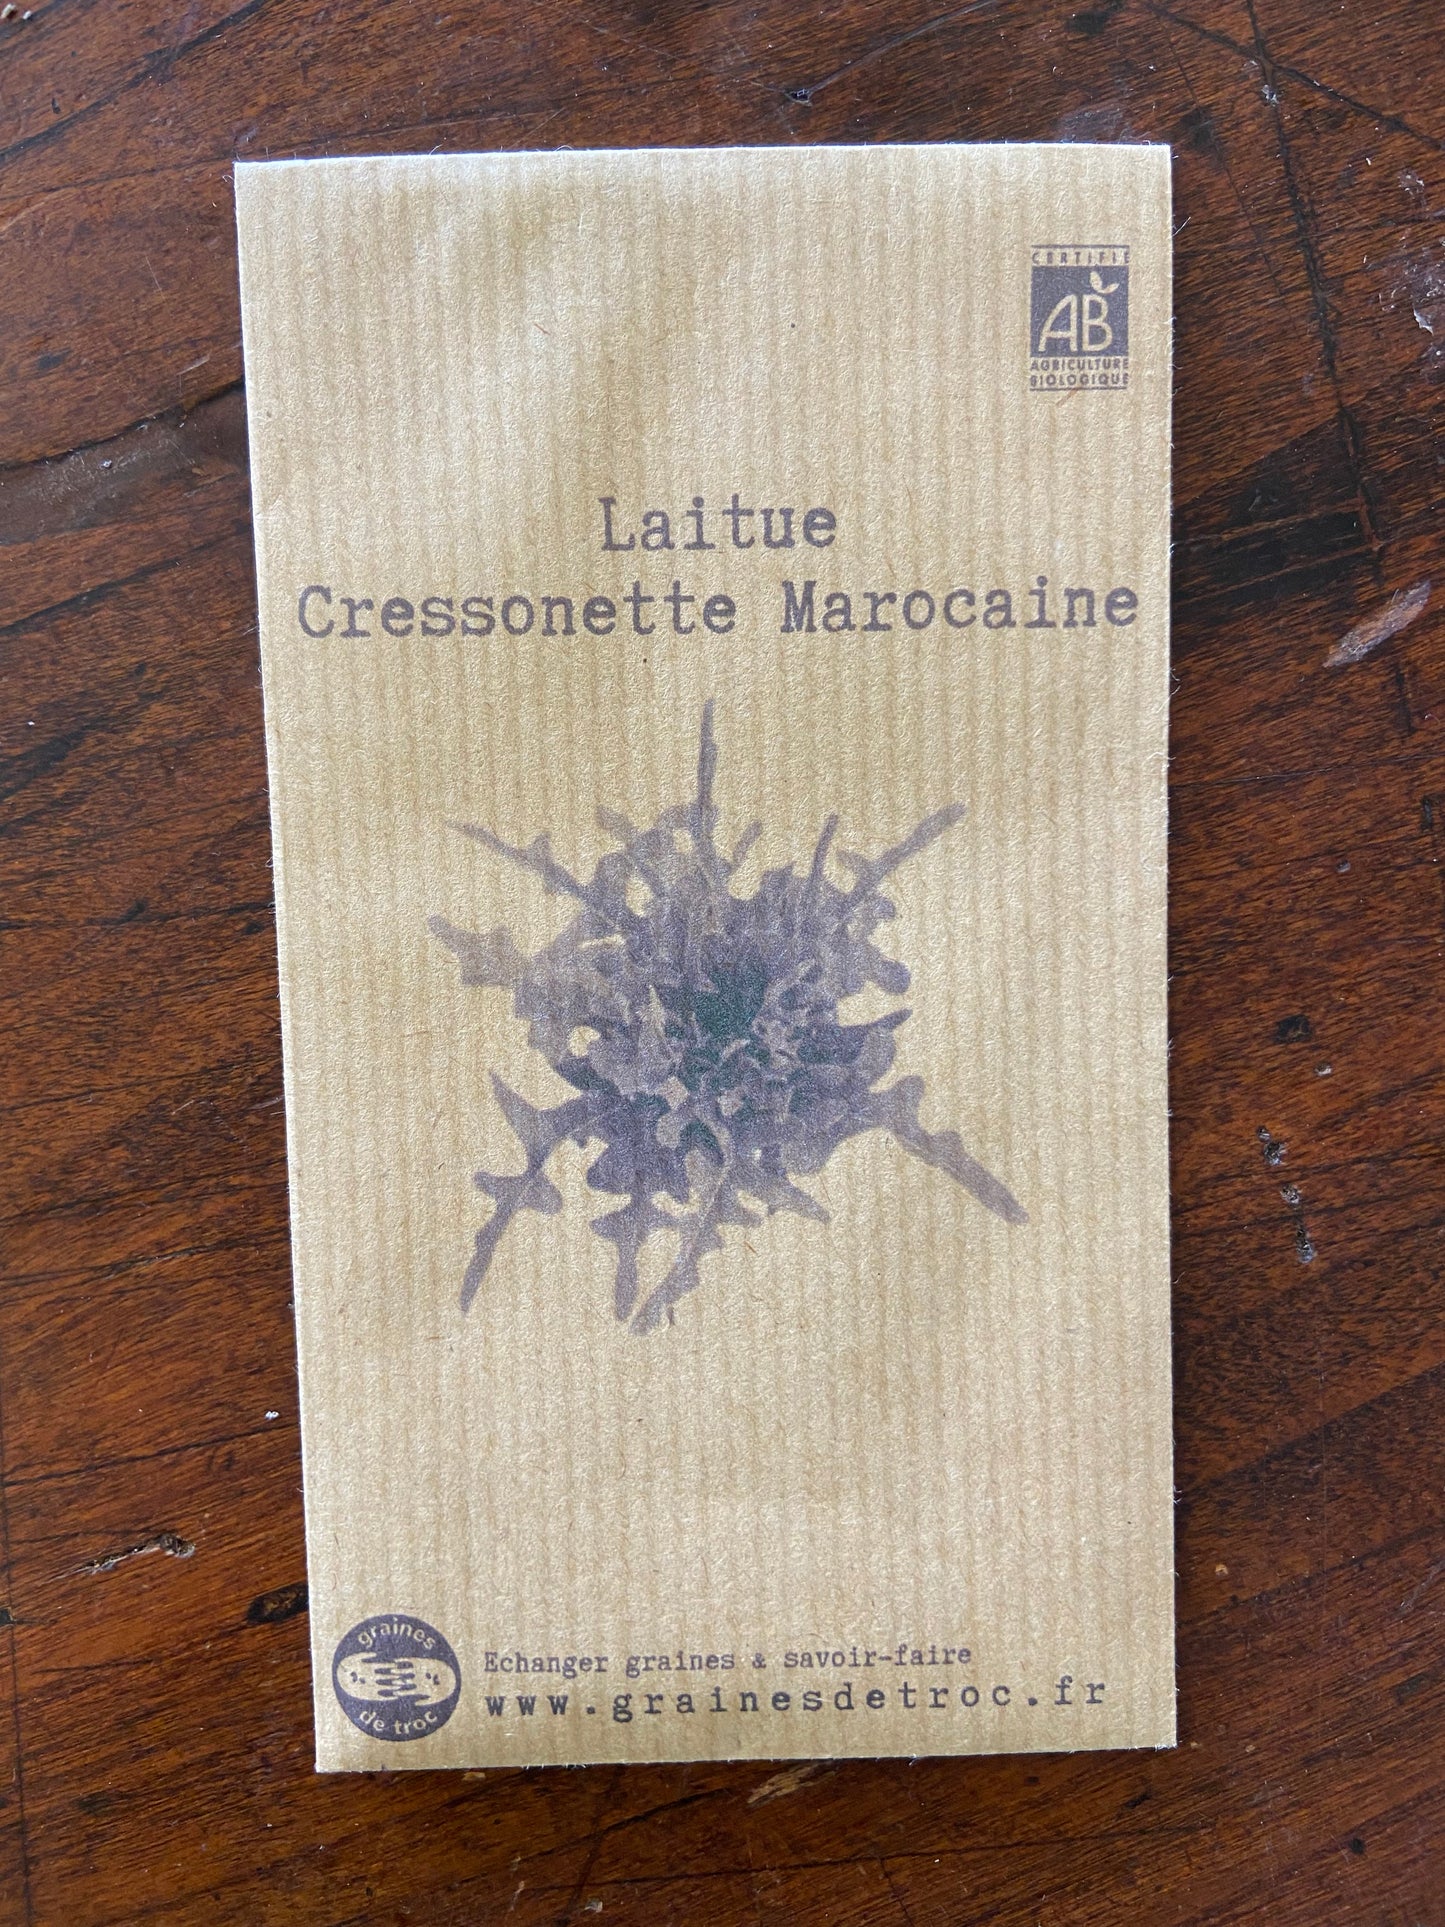 CERTIFIÉ
AB
AGRICULTURE
BIOLOGIQUE
Laitue
Cressonette Marocaine
graines
de troc
Echanger graines & savoir-faire
www.grainesdetroc.fr